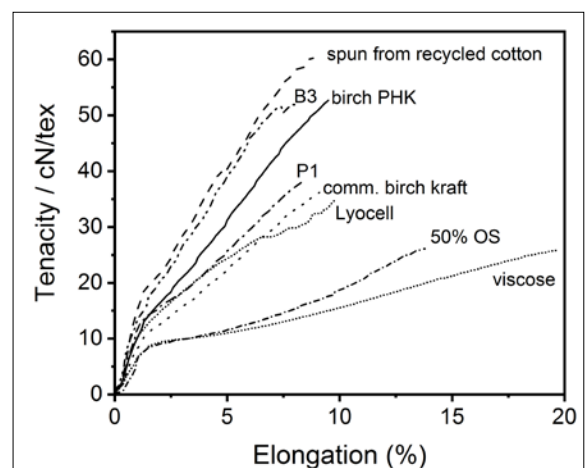 Tenacity / cN/tex
60
50
40
30
20
10
0
spun from recycled cotton
B3
birch PHK
P1
comm. birch kraft
Lyocell
50% OS
viscose
0 5 10 15 20
Elongation (%)